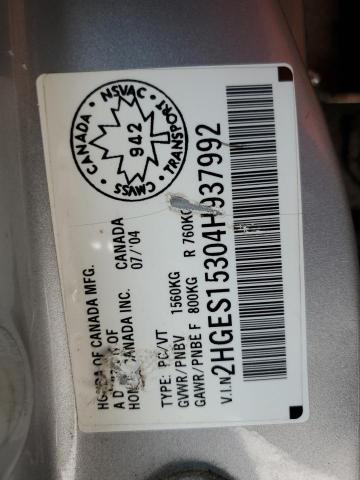 HONDA OF CANADA MFG.
A DIVISION OF
HONDA CANADA INC. CANADA
07/'04
TYPE: PC/VT
GVWR/PNBV 1560KG
GAWR/PNBE F 800KG R 760KG
V.I.N. 2HGES15304H937992
CANADA · NSVAC · TRANSPORT · CMVSS
942